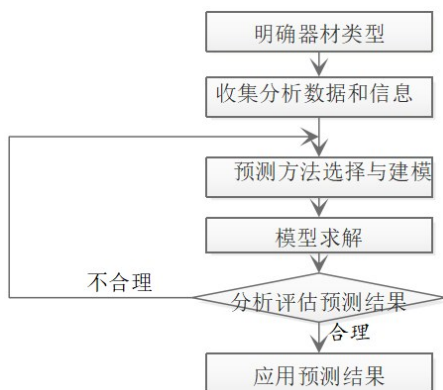 明确器材类型
收集分析数据和信息
预测方法选择与建模
模型求解
不合理
分析评估预测结果
合理
应用预测结果